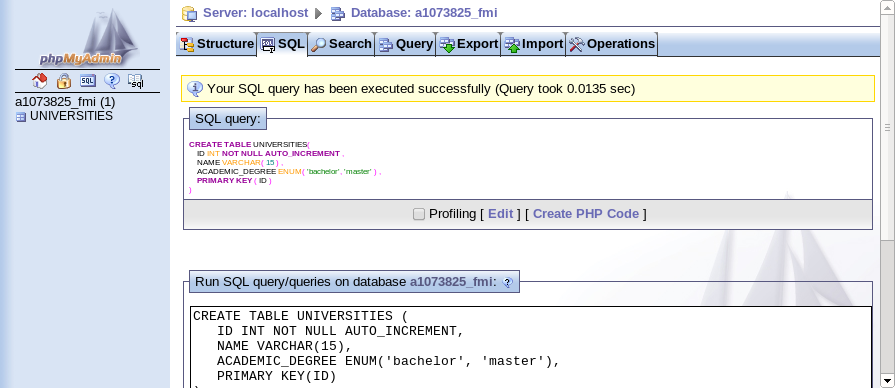 Server: localhost Database: a1073825_fmi
phpMyAdmin
Structure SQL Search Query Export Import Operations
SQL
sql
a1073825_fmi (1)
UNIVERSITIES
Your SQL query has been executed successfully (Query took 0.0135 sec)
SQL query:
CREATE TABLE UNIVERSITIES(
ID INT NOT NULL AUTO_INCREMENT ,
NAME VARCHAR( 15 ) ,
ACADEMIC_DEGREE ENUM( 'bachelor', 'master' ) ,
PRIMARY KEY ( ID )
)
Profiling [ Edit ] [ Create PHP Code ]
Run SQL query/queries on database a1073825_fmi:
CREATE TABLE UNIVERSITIES (
ID INT NOT NULL AUTO_INCREMENT,
NAME VARCHAR(15),
ACADEMIC_DEGREE ENUM('bachelor', 'master'),
PRIMARY KEY(ID)